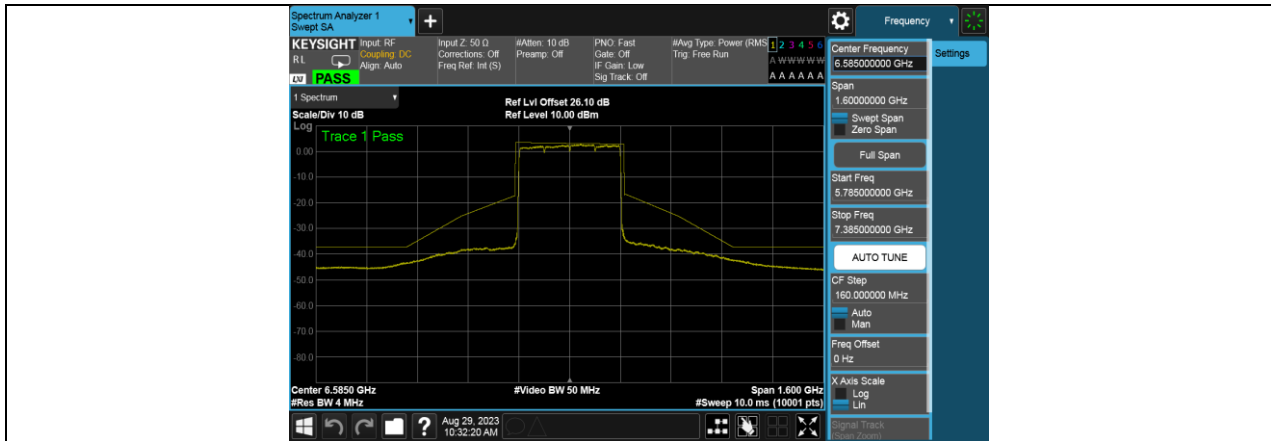 Spectrum Analyzer 1
Swept SA
+
Frequency
KEYSIGHT
RL
LXI
PASS
Input: RF
Coupling: DC
Align: Auto
Input Z: 50 Ω
Corrections: Off
Freq Ref: Int (S)
#Atten: 10 dB
Preamp: Off
PNO: Fast
Gate: Off
IF Gain: Low
Sig Track: Off
#Avg Type: Power (RMS
Trig: Free Run
1 2 3 4 5 6
A W W W W W
A A A A A A
1 Spectrum
Scale/Div 10 dB
Ref Lvl Offset 26.10 dB
Ref Level 10.00 dBm
Log
Trace 1 Pass
0.00
-10.0
-20.0
-30.0
-40.0
-50.0
-60.0
-70.0
-80.0
Center 6.5850 GHz
#Res BW 4 MHz
#Video BW 50 MHz
Span 1.600 GHz
#Sweep 10.0 ms (10001 pts)
Settings
Center Frequency
6.585000000 GHz
Span
1.60000000 GHz
Swept Span
Zero Span
Full Span
Start Freq
5.785000000 GHz
Stop Freq
7.385000000 GHz
AUTO TUNE
CF Step
160.000000 MHz
Auto
Man
Freq Offset
0 Hz
X Axis Scale
Log
Lin
Signal Track
(Span Zoom)
?
Aug 29, 2023
10:32:20 AM